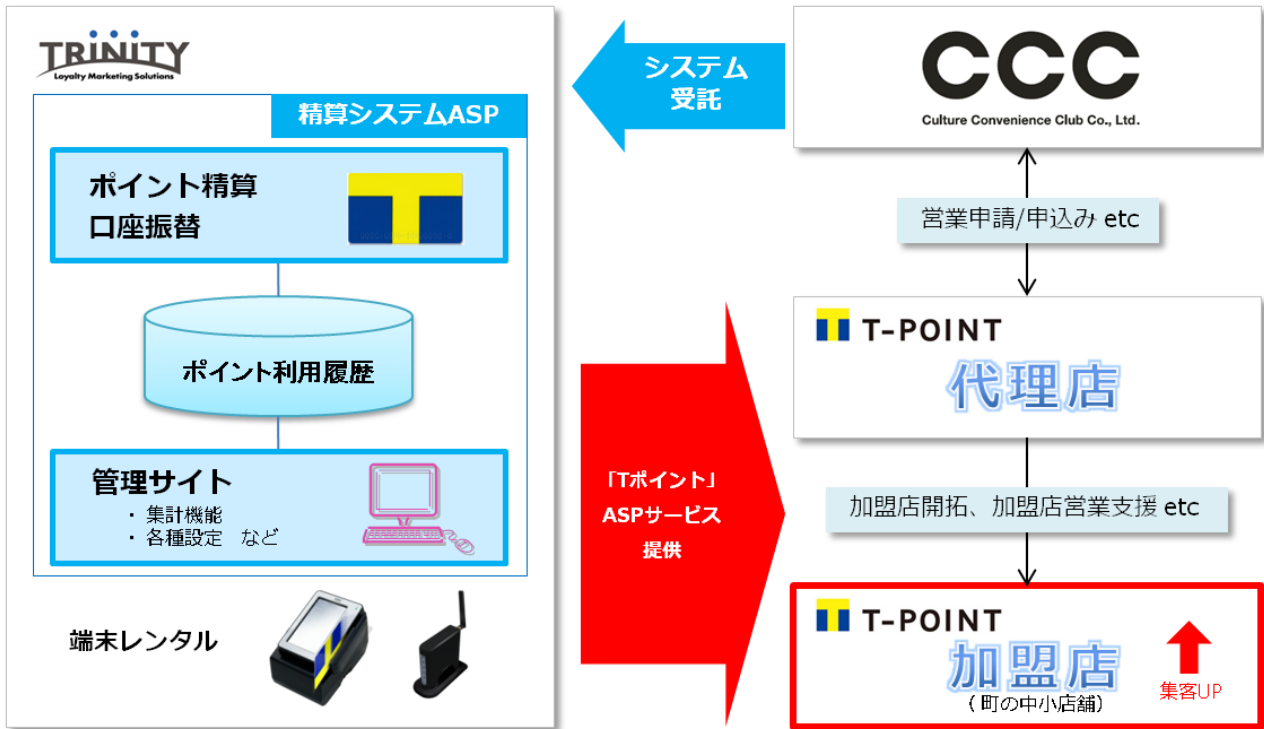 TRINITY
Loyalty Marketing Solutions
精算システムASP
ポイント精算
口座振替
ポイント利用履歴
管理サイト
・ 集計機能
・ 各種設定　など
端末レンタル
システム
受託
「Tポイント」
ASPサービス
提供
CCC
Culture Convenience Club Co., Ltd.
営業申請/申込み etc
T-POINT
代理店
加盟店開拓、加盟店営業支援 etc
T-POINT
加盟店
（町の中小店舗）
集客UP